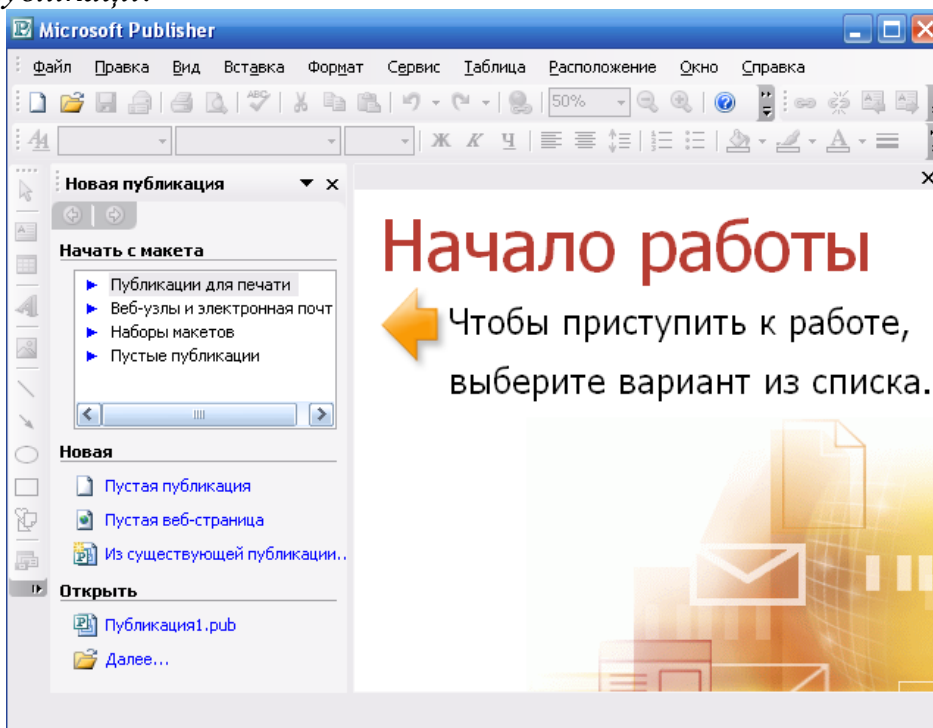 Microsoft Publisher
Файл Правка Вид Вставка Формат Сервис Таблица Расположение Окно Справка
50%
Ж К Ч
Новая публикация
Начать с макета
Публикации для печати
Веб-узлы и электронная почт
Наборы макетов
Пустые публикации
Новая
Пустая публикация
Пустая веб-страница
Из существующей публикации..
Открыть
Публикация1.pub
Далее...
Начало работы
Чтобы приступить к работе,
выберите вариант из списка.